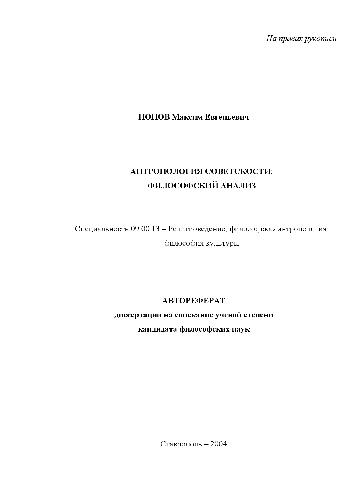 На правах рукописи
ПОПОВ Максим Евгеньевич
АНТРОПОЛОГИЯ СОВЕТСКОСТИ:
ФИЛОСОФСКИЙ АНАЛИЗ
Специальность 09.00.13 – Религиоведение, философская антропология,
философия культуры
АВТОРЕФЕРАТ
диссертации на соискание ученой степени
кандидата философских наук
Ставрополь – 2004